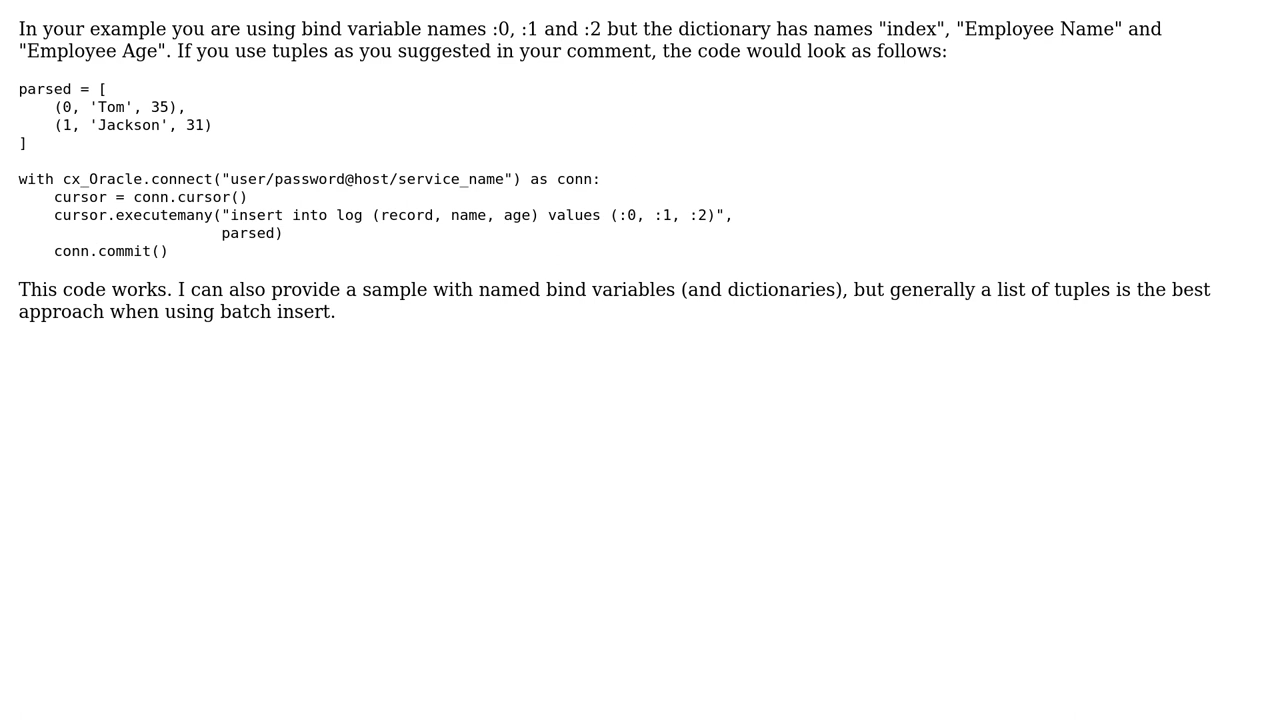 In your example you are using bind variable names :0, :1 and :2 but the dictionary has names "index", "Employee Name" and
"Employee Age". If you use tuples as you suggested in your comment, the code would look as follows:
parsed = [
    (0, 'Tom', 35),
    (1, 'Jackson', 31)
]
with cx_Oracle.connect("user/password@host/service_name") as conn:
    cursor = conn.cursor()
    cursor.executemany("insert into log (record, name, age) values (:0, :1, :2)",
                       parsed)
    conn.commit()
This code works. I can also provide a sample with named bind variables (and dictionaries), but generally a list of tuples is the best
approach when using batch insert.